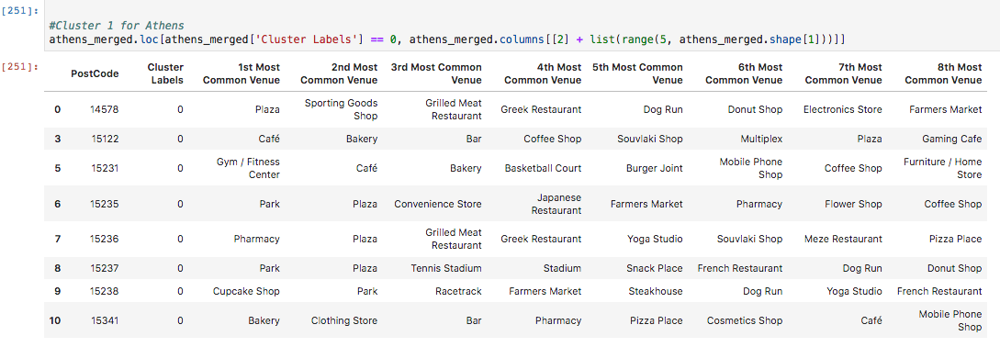 [251]:
#Cluster 1 for Athens
athens_merged.loc[athens_merged['Cluster Labels'] == 0, athens_merged.columns[[2] + list(range(5, athens_merged.shape[1]))]]
[251]:
PostCode Cluster Labels 1st Most Common Venue 2nd Most Common Venue 3rd Most Common Venue 4th Most Common Venue 5th Most Common Venue 6th Most Common Venue 7th Most Common Venue 8th Most Common Venue
0 14578 0 Plaza Sporting Goods Shop Grilled Meat Restaurant Greek Restaurant Dog Run Donut Shop Electronics Store Farmers Market
3 15122 0 Café Bakery Bar Coffee Shop Souvlaki Shop Multiplex Plaza Gaming Cafe
5 15231 0 Gym / Fitness Center Café Bakery Basketball Court Burger Joint Mobile Phone Shop Coffee Shop Furniture / Home Store
6 15235 0 Park Plaza Convenience Store Japanese Restaurant Farmers Market Pharmacy Flower Shop Coffee Shop
7 15236 0 Pharmacy Plaza Grilled Meat Restaurant Greek Restaurant Yoga Studio Souvlaki Shop Meze Restaurant Pizza Place
8 15237 0 Park Plaza Tennis Stadium Stadium Snack Place French Restaurant Dog Run Donut Shop
9 15238 0 Cupcake Shop Park Racetrack Farmers Market Steakhouse Dog Run Yoga Studio French Restaurant
10 15341 0 Bakery Clothing Store Bar Pharmacy Pizza Place Cosmetics Shop Café Mobile Phone Shop